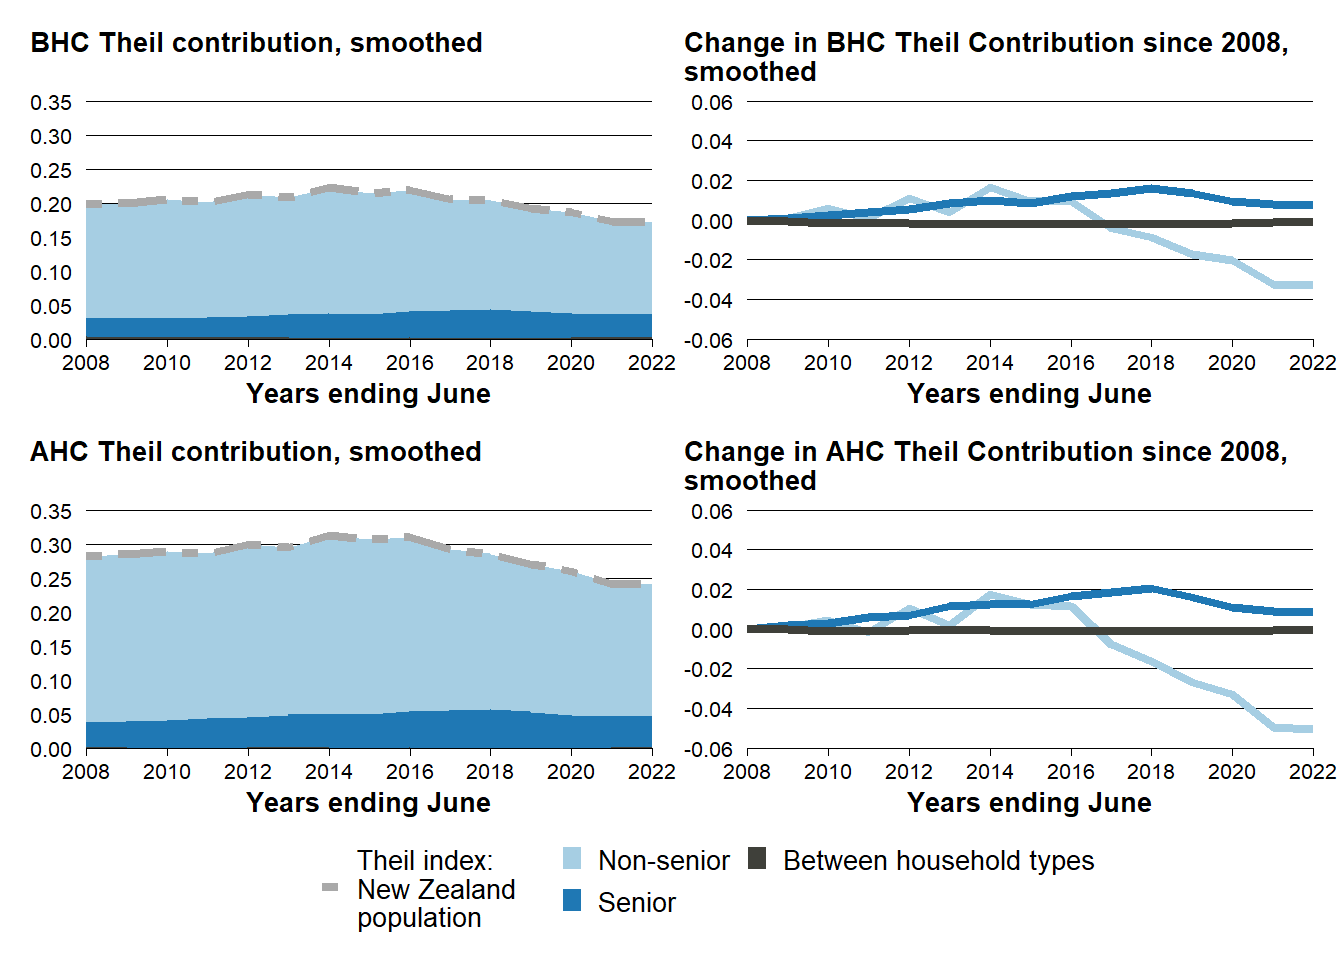 BHC Theil contribution, smoothed
0.35
0.30
0.25
0.20
0.15
0.10
0.05
0.00
2008 2010 2012 2014 2016 2018 2020 2022
Years ending June
Change in BHC Theil Contribution since 2008,
smoothed
0.06
0.04
0.02
0.00
-0.02
-0.04
-0.06
2008 2010 2012 2014 2016 2018 2020 2022
Years ending June
AHC Theil contribution, smoothed
0.35
0.30
0.25
0.20
0.15
0.10
0.05
0.00
2008 2010 2012 2014 2016 2018 2020 2022
Years ending June
Change in AHC Theil Contribution since 2008,
smoothed
0.06
0.04
0.02
0.00
-0.02
-0.04
-0.06
2008 2010 2012 2014 2016 2018 2020 2022
Years ending June
Theil index:
New Zealand
population
Non-senior
Senior
Between household types